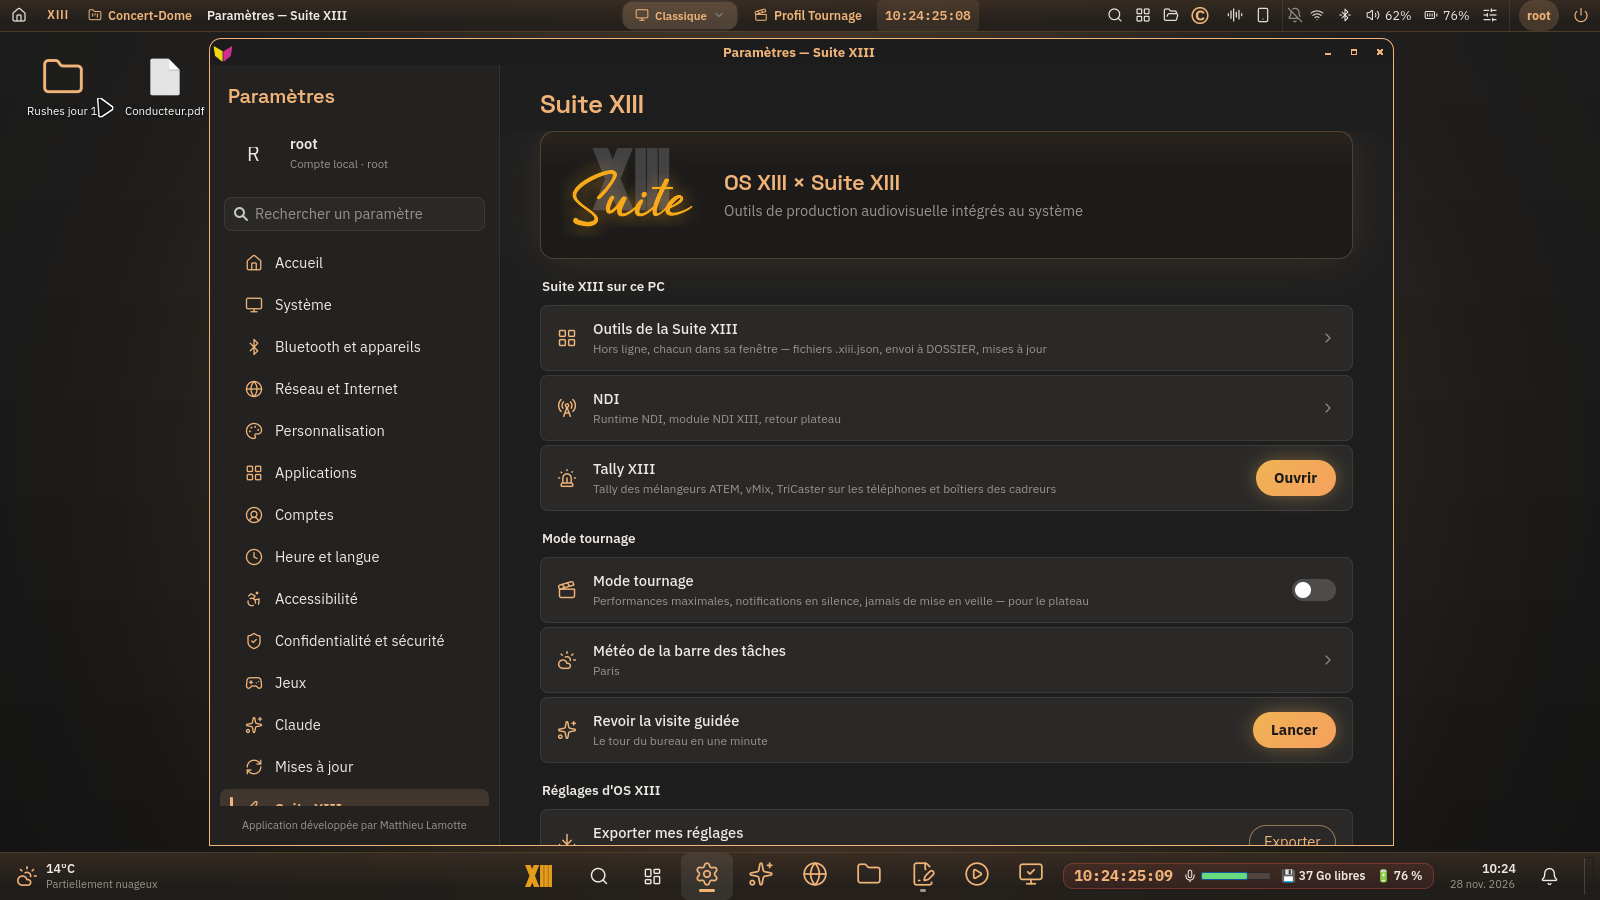 XIII
Concert-Dome
Paramètres — Suite XIII
Classique
Profil Tournage
10:24:25:08
62%
76%
root
Rushes jour 1
Conducteur.pdf
Paramètres — Suite XIII
Paramètres
R
root
Compte local · root
Rechercher un paramètre
Accueil
Système
Bluetooth et appareils
Réseau et Internet
Personnalisation
Applications
Comptes
Heure et langue
Accessibilité
Confidentialité et sécurité
Jeux
Claude
Mises à jour
Suite XIII
Application développée par Matthieu Lamotte
Suite XIII
XIII
Suite
OS XIII × Suite XIII
Outils de production audiovisuelle intégrés au système
Suite XIII sur ce PC
Outils de la Suite XIII
Hors ligne, chacun dans sa fenêtre — fichiers .xiii.json, envoi à DOSSIER, mises à jour
NDI
Runtime NDI, module NDI XIII, retour plateau
Tally XIII
Tally des mélangeurs ATEM, vMix, TriCaster sur les téléphones et boîtiers des cadreurs
Ouvrir
Mode tournage
Mode tournage
Performances maximales, notifications en silence, jamais de mise en veille — pour le plateau
Météo de la barre des tâches
Paris
Revoir la visite guidée
Le tour du bureau en une minute
Lancer
Réglages d'OS XIII
Exporter mes réglages
Exporter
14°C
Partiellement nuageux
XIII
10:24:25:09
37 Go libres
76 %
10:24
28 nov. 2026